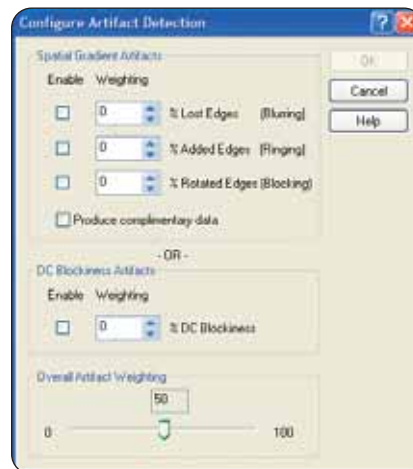 Configure Artifact Detection
Spatial Gradient Artifacts
OK
Enable Weighting
Cancel
0 % Lost Edges (Blurring)
Help
0 % Added Edges (Ringing)
0 % Rotated Edges (Blocking)
Produce complimentary data
- OR -
DC Blockiness Artifacts
Enable Weighting
0 % DC Blockiness
Overall Artifact Weighting
50
0 100